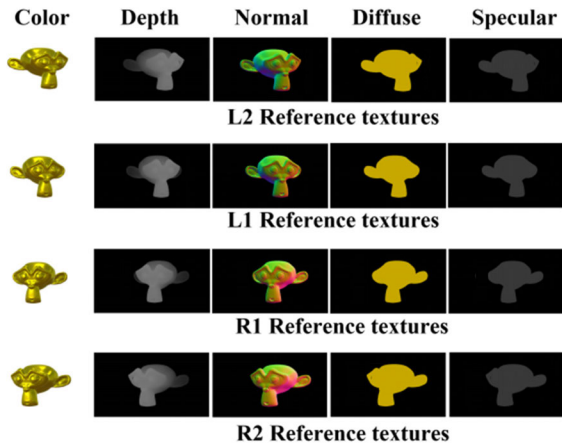 Color Depth Normal Diffuse Specular
L2 Reference textures
L1 Reference textures
R1 Reference textures
R2 Reference textures